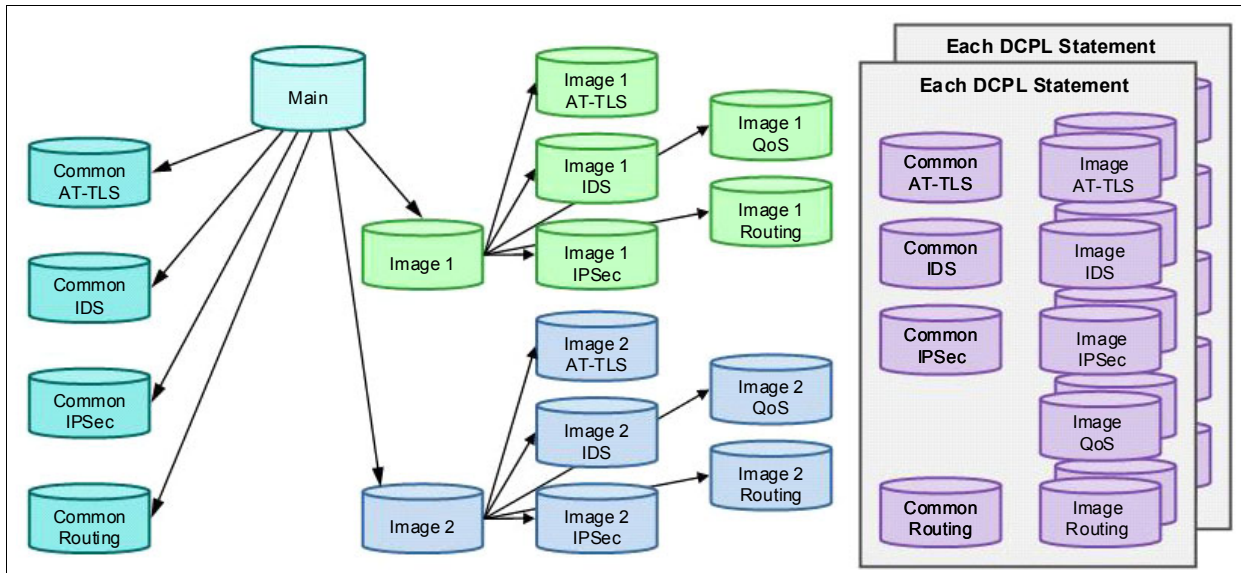 Main
Common
AT-TLS
Common
IDS
Common
IPSec
Common
Routing
Image 1
Image 1
AT-TLS
Image 1
IDS
Image 1
IPSec
Image 1
QoS
Image 1
Routing
Image 2
Image 2
AT-TLS
Image 2
IDS
Image 2
IPSec
Image 2
QoS
Image 2
Routing
Each DCPL Statement
Each DCPL Statement
Common
AT-TLS
Common
IDS
Common
IPSec
Common
Routing
Image
AT-TLS
Image
IDS
Image
IPSec
Image
QoS
Image
Routing